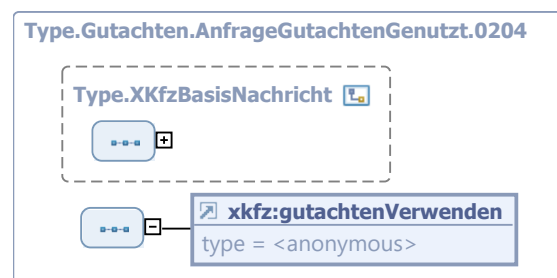 Type.Gutachten.AnfrageGutachtenGenutzt.0204
Type.XKfzBasisNachricht
xkfz:gutachtenVerwenden
type = <anonymous>